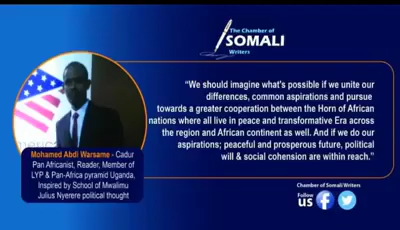 The Chamber of
SOMALI
Writers
“We should imagine what's possible if we unite our
differences, common aspirations and pursue
towards a greater cooperation between the Horn of African
nations where all live in peace and transformative Era across
the region and African continent as well. And if we do our
aspirations; peaceful and prosperous future, political
will & social cohension are within reach.”
Mohamed Abdi Warsame - Cadur
Pan Africanist, Reader, Member of
LYP & Pan-Africa pyramid Uganda,
Inspired by School of Mwalimu
Julius Nyerere political thought
Chamber of Somali Writers
Follow us